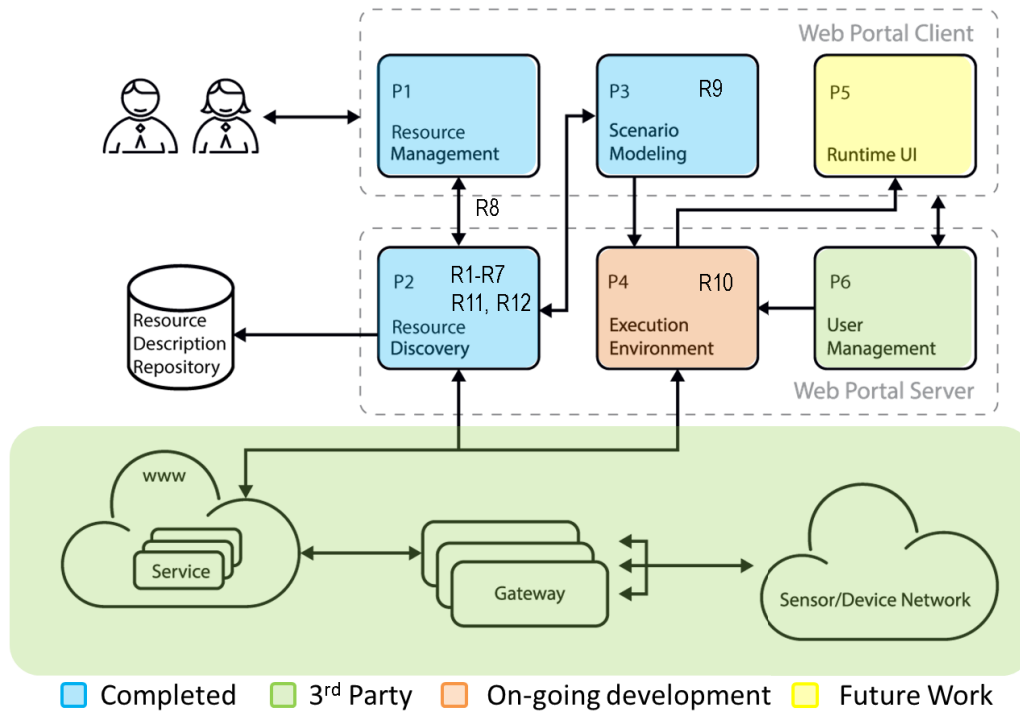 Web Portal Client
P1
Resource
Management
P3
R9
Scenario
Modeling
P5
Runtime UI
R8
P2
R1-R7
R11, R12
Resource
Discovery
P4
R10
Execution
Environment
P6
User
Management
Resource
Description
Repository
Web Portal Server
www
Service
Gateway
Sensor/Device Network
Completed
3rd Party
On-going development
Future Work